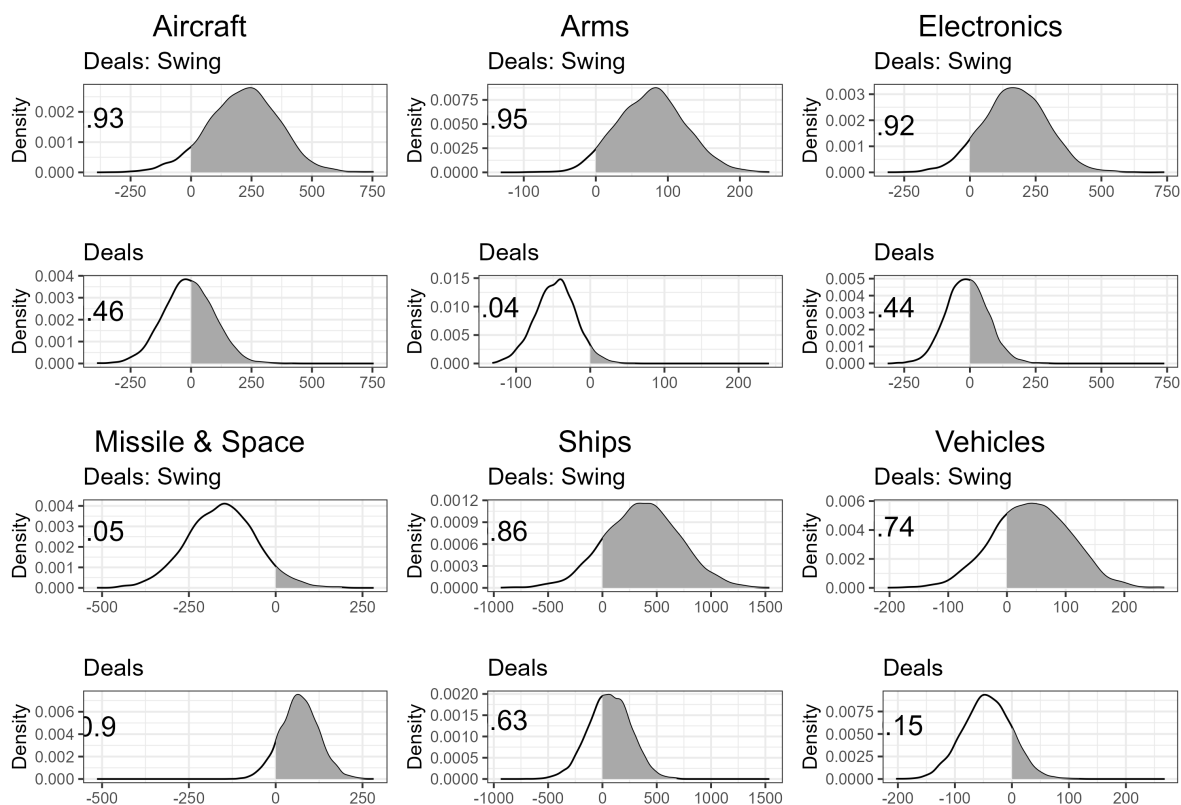 Aircraft Arms Electronics
Deals: Swing Deals: Swing Deals: Swing
Density 0.002 0.001 0.000 .93
-250 0 250 500 750
Density 0.0075 0.0050 0.0025 0.0000 .95
-100 0 100 200
Density 0.003 0.002 0.001 0.000 .92
-250 0 250 500 750
Deals Deals Deals
Density 0.004 0.003 0.002 0.001 0.000 .46
-250 0 250 500 750
Density 0.015 0.010 0.005 0.000 .04
-100 0 100 200
Density 0.005 0.004 0.003 0.002 0.001 0.000 .44
-250 0 250 500 750
Missile & Space Ships Vehicles
Deals: Swing Deals: Swing Deals: Swing
Density 0.004 0.003 0.002 0.001 0.000 .05
-500 -250 0 250
Density 0.0012 0.0009 0.0006 0.0003 0.0000 .86
-1000 -500 0 500 1000 1500
Density 0.006 0.004 0.002 0.000 .74
-200 -100 0 100 200
Deals Deals Deals
Density 0.006 0.004 0.002 0.000 0.9
-500 -250 0 250
Density 0.0020 0.0015 0.0010 0.0005 0.0000 .63
-1000 -500 0 500 1000 1500
Density 0.0075 0.0050 0.0025 0.0000 .15
-200 -100 0 100 200